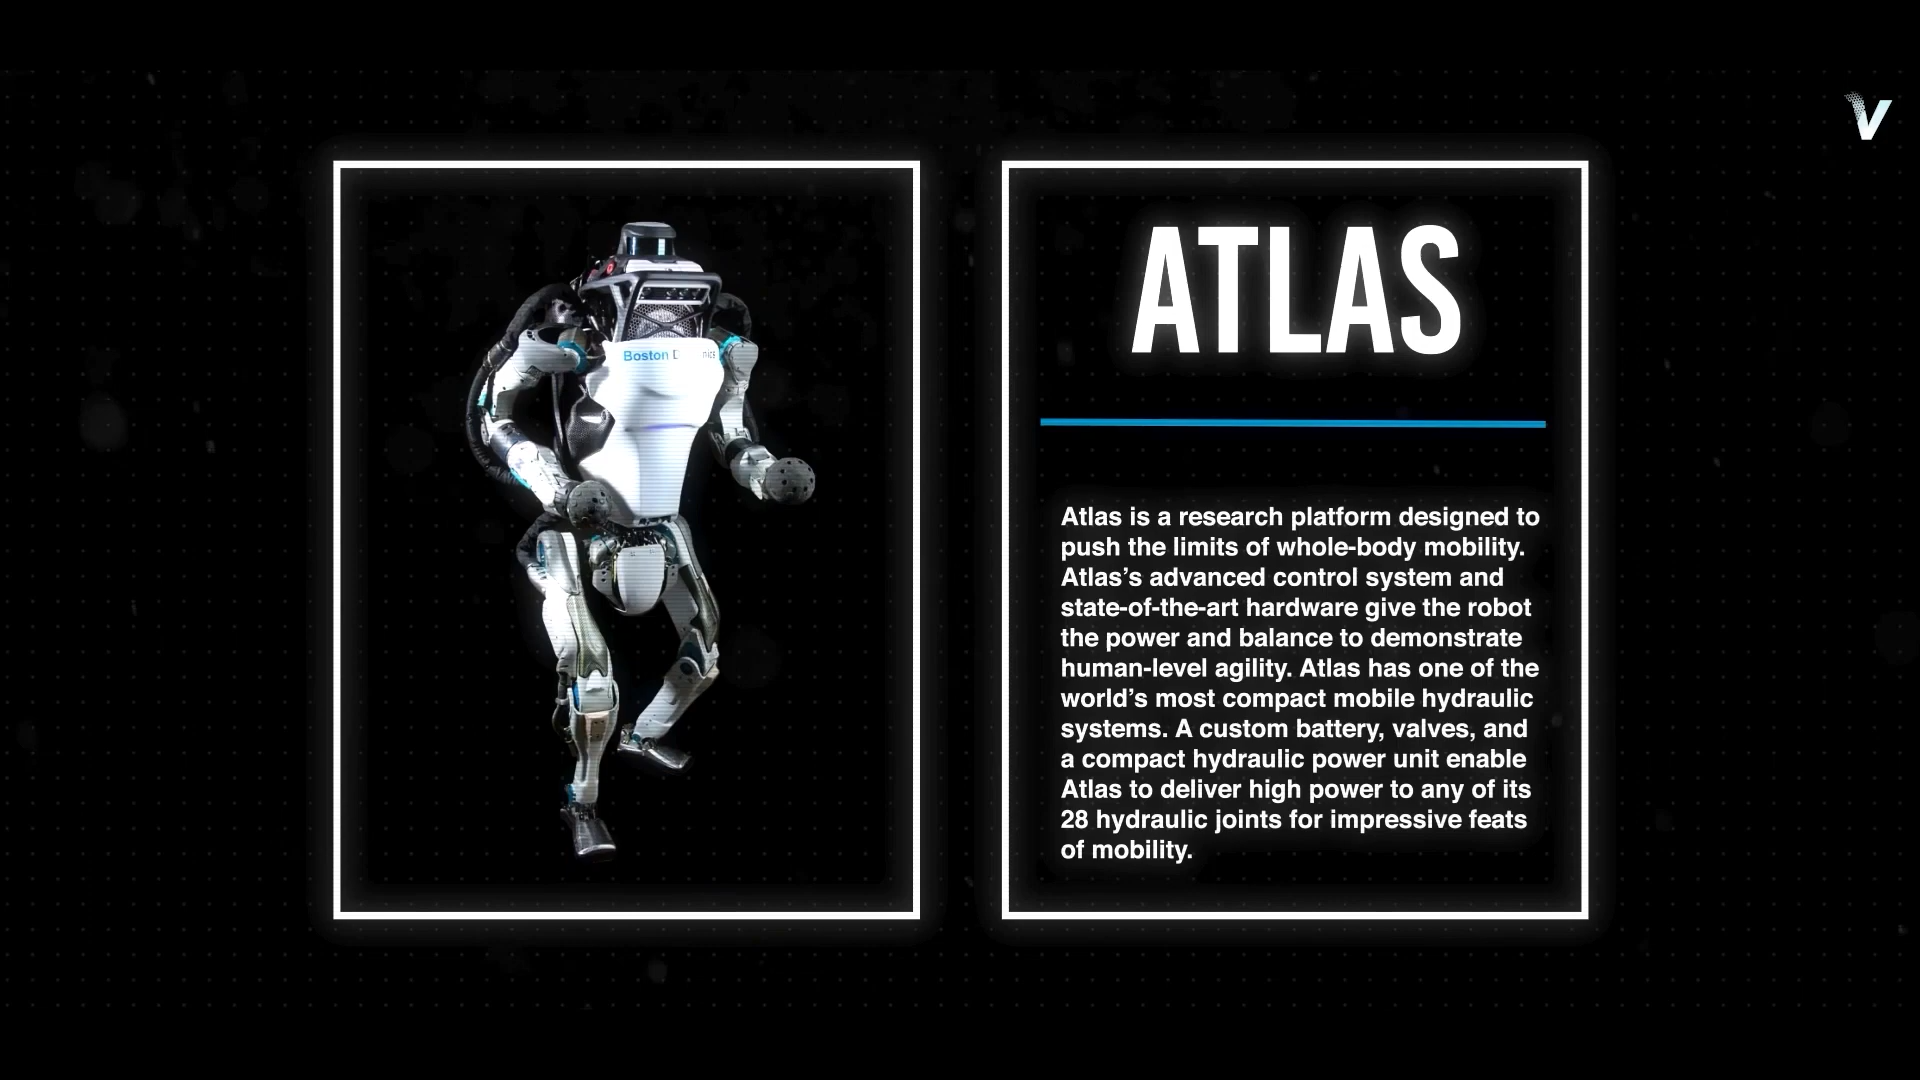 Boston
ATLAS
Atlas is a research platform designed to
push the limits of whole-body mobility.
Atlas’s advanced control system and
state-of-the-art hardware give the robot
the power and balance to demonstrate
human-level agility. Atlas has one of the
world’s most compact mobile hydraulic
systems. A custom battery, valves, and
a compact hydraulic power unit enable
Atlas to deliver high power to any of its
28 hydraulic joints for impressive feats
of mobility.
V